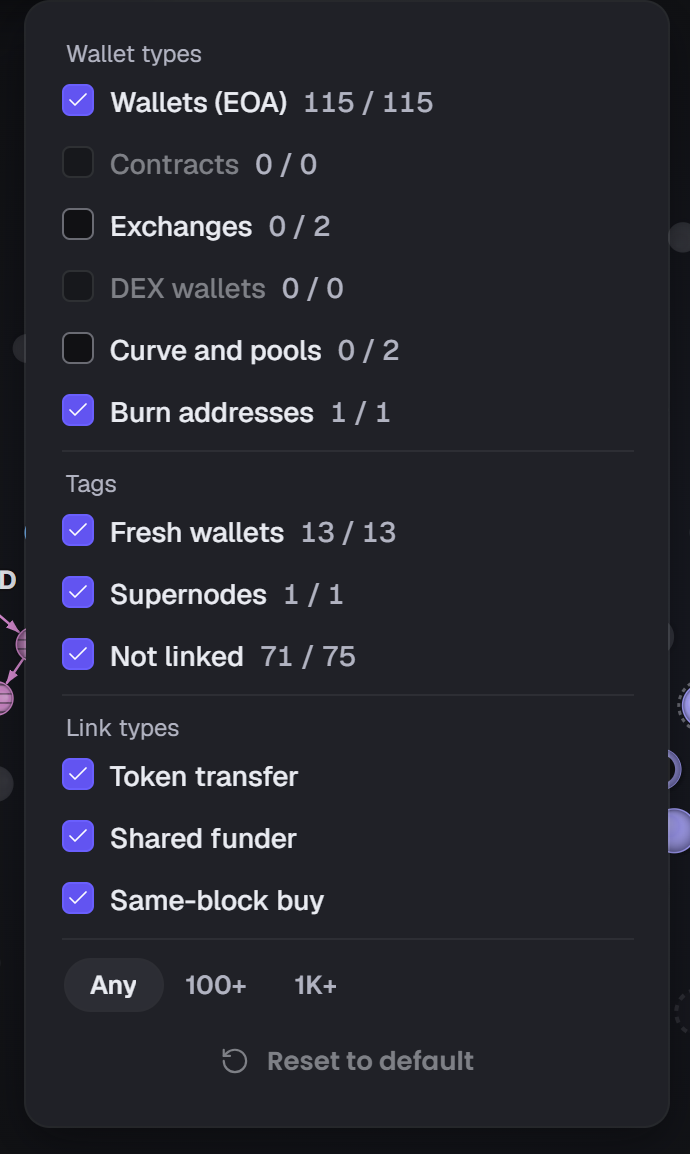 Wallet types
Wallets (EOA) 115 / 115
Contracts 0 / 0
Exchanges 0 / 2
DEX wallets 0 / 0
Curve and pools 0 / 2
Burn addresses 1 / 1
Tags
Fresh wallets 13 / 13
D
Supernodes 1 / 1
Not linked 71 / 75
Link types
Token transfer
Shared funder
Same-block buy
Any 100+ 1K+
Reset to default